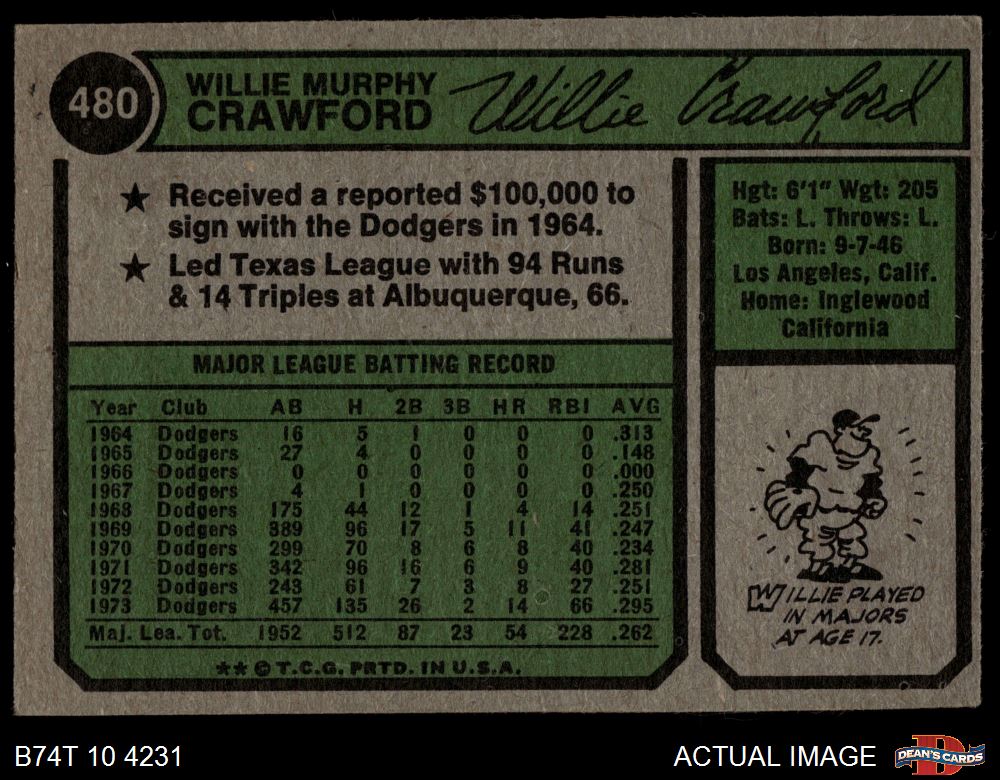 480
WILLIE MURPHY
CRAWFORD
Willie Crawford
★ Received a reported $100,000 to
sign with the Dodgers in 1964.
★ Led Texas League with 94 Runs
& 14 Triples at Albuquerque, 66.
Hgt: 6'1" Wgt: 205
Bats: L. Throws: L.
Born: 9-7-46
Los Angeles, Calif.
Home: Inglewood
California
MAJOR LEAGUE BATTING RECORD
Year Club AB H 2B 3B HR RBI AVG
1964 Dodgers 16 5 1 0 0 0 .313
1965 Dodgers 27 4 0 0 0 0 .148
1966 Dodgers 0 0 0 0 0 0 .000
1967 Dodgers 4 1 0 0 0 0 .250
1968 Dodgers 175 44 12 1 4 14 .251
1969 Dodgers 389 96 17 5 11 41 .247
1970 Dodgers 299 70 8 6 8 40 .234
1971 Dodgers 342 96 16 6 9 40 .281
1972 Dodgers 243 61 7 3 8 27 .251
1973 Dodgers 457 135 26 2 14 66 .295
Maj. Lea. Tot. 1952 512 87 23 54 228 .262
★★ © T.C.G. PRTD. IN U.S.A.
WILLIE PLAYED
IN MAJORS
AT AGE 17.
B74T 10 4231
ACTUAL IMAGE
D
DEAN'S CARDS